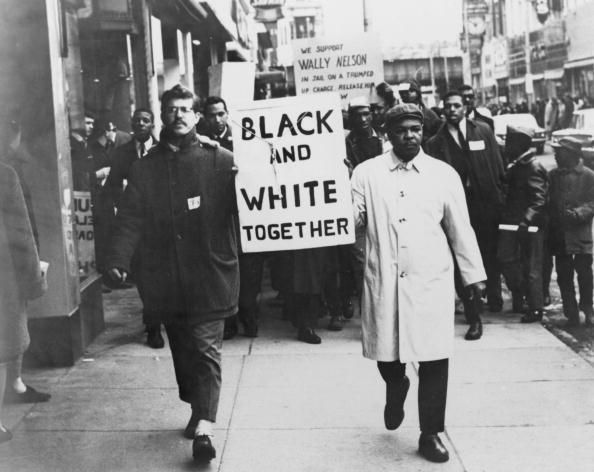 WE SUPPORT
WALLY NELSON
IN JAIL ON A TRUMPED
UP CHARGE. RELEASE HIM
BLACK
AND
WHITE
TOGETHER